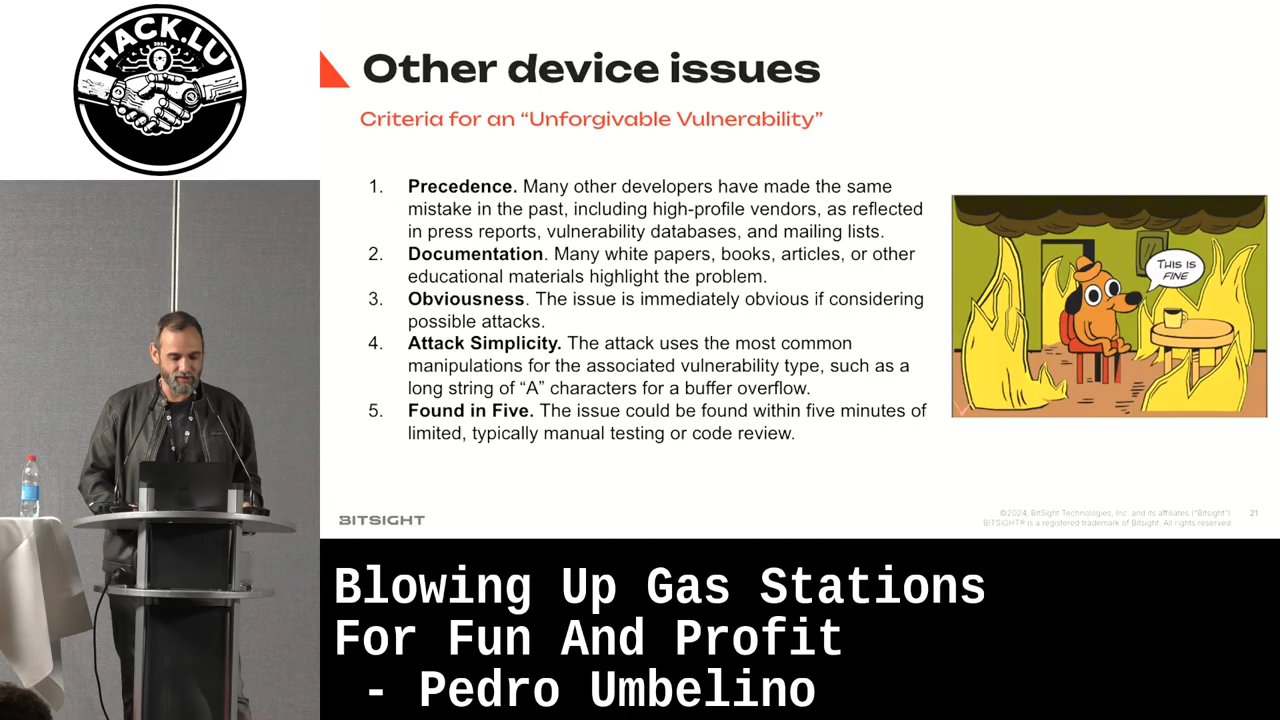 HACK.LU
2024
Other device issues
Criteria for an “Unforgivable Vulnerability”
1. Precedence. Many other developers have made the same
mistake in the past, including high-profile vendors, as reflected
in press reports, vulnerability databases, and mailing lists.
2. Documentation. Many white papers, books, articles, or other
educational materials highlight the problem.
3. Obviousness. The issue is immediately obvious if considering
possible attacks.
4. Attack Simplicity. The attack uses the most common
manipulations for the associated vulnerability type, such as a
long string of “A” characters for a buffer overflow.
5. Found in Five. The issue could be found within five minutes of
limited, typically manual testing or code review.
THIS IS
FINE
BITSIGHT
©2024, BitSight Technologies, Inc. and its affiliates ("Bitsight").
BITSIGHT® is a registered trademark of Bitsight. All rights reserved.
21
Blowing Up Gas Stations
For Fun And Profit
- Pedro Umbelino